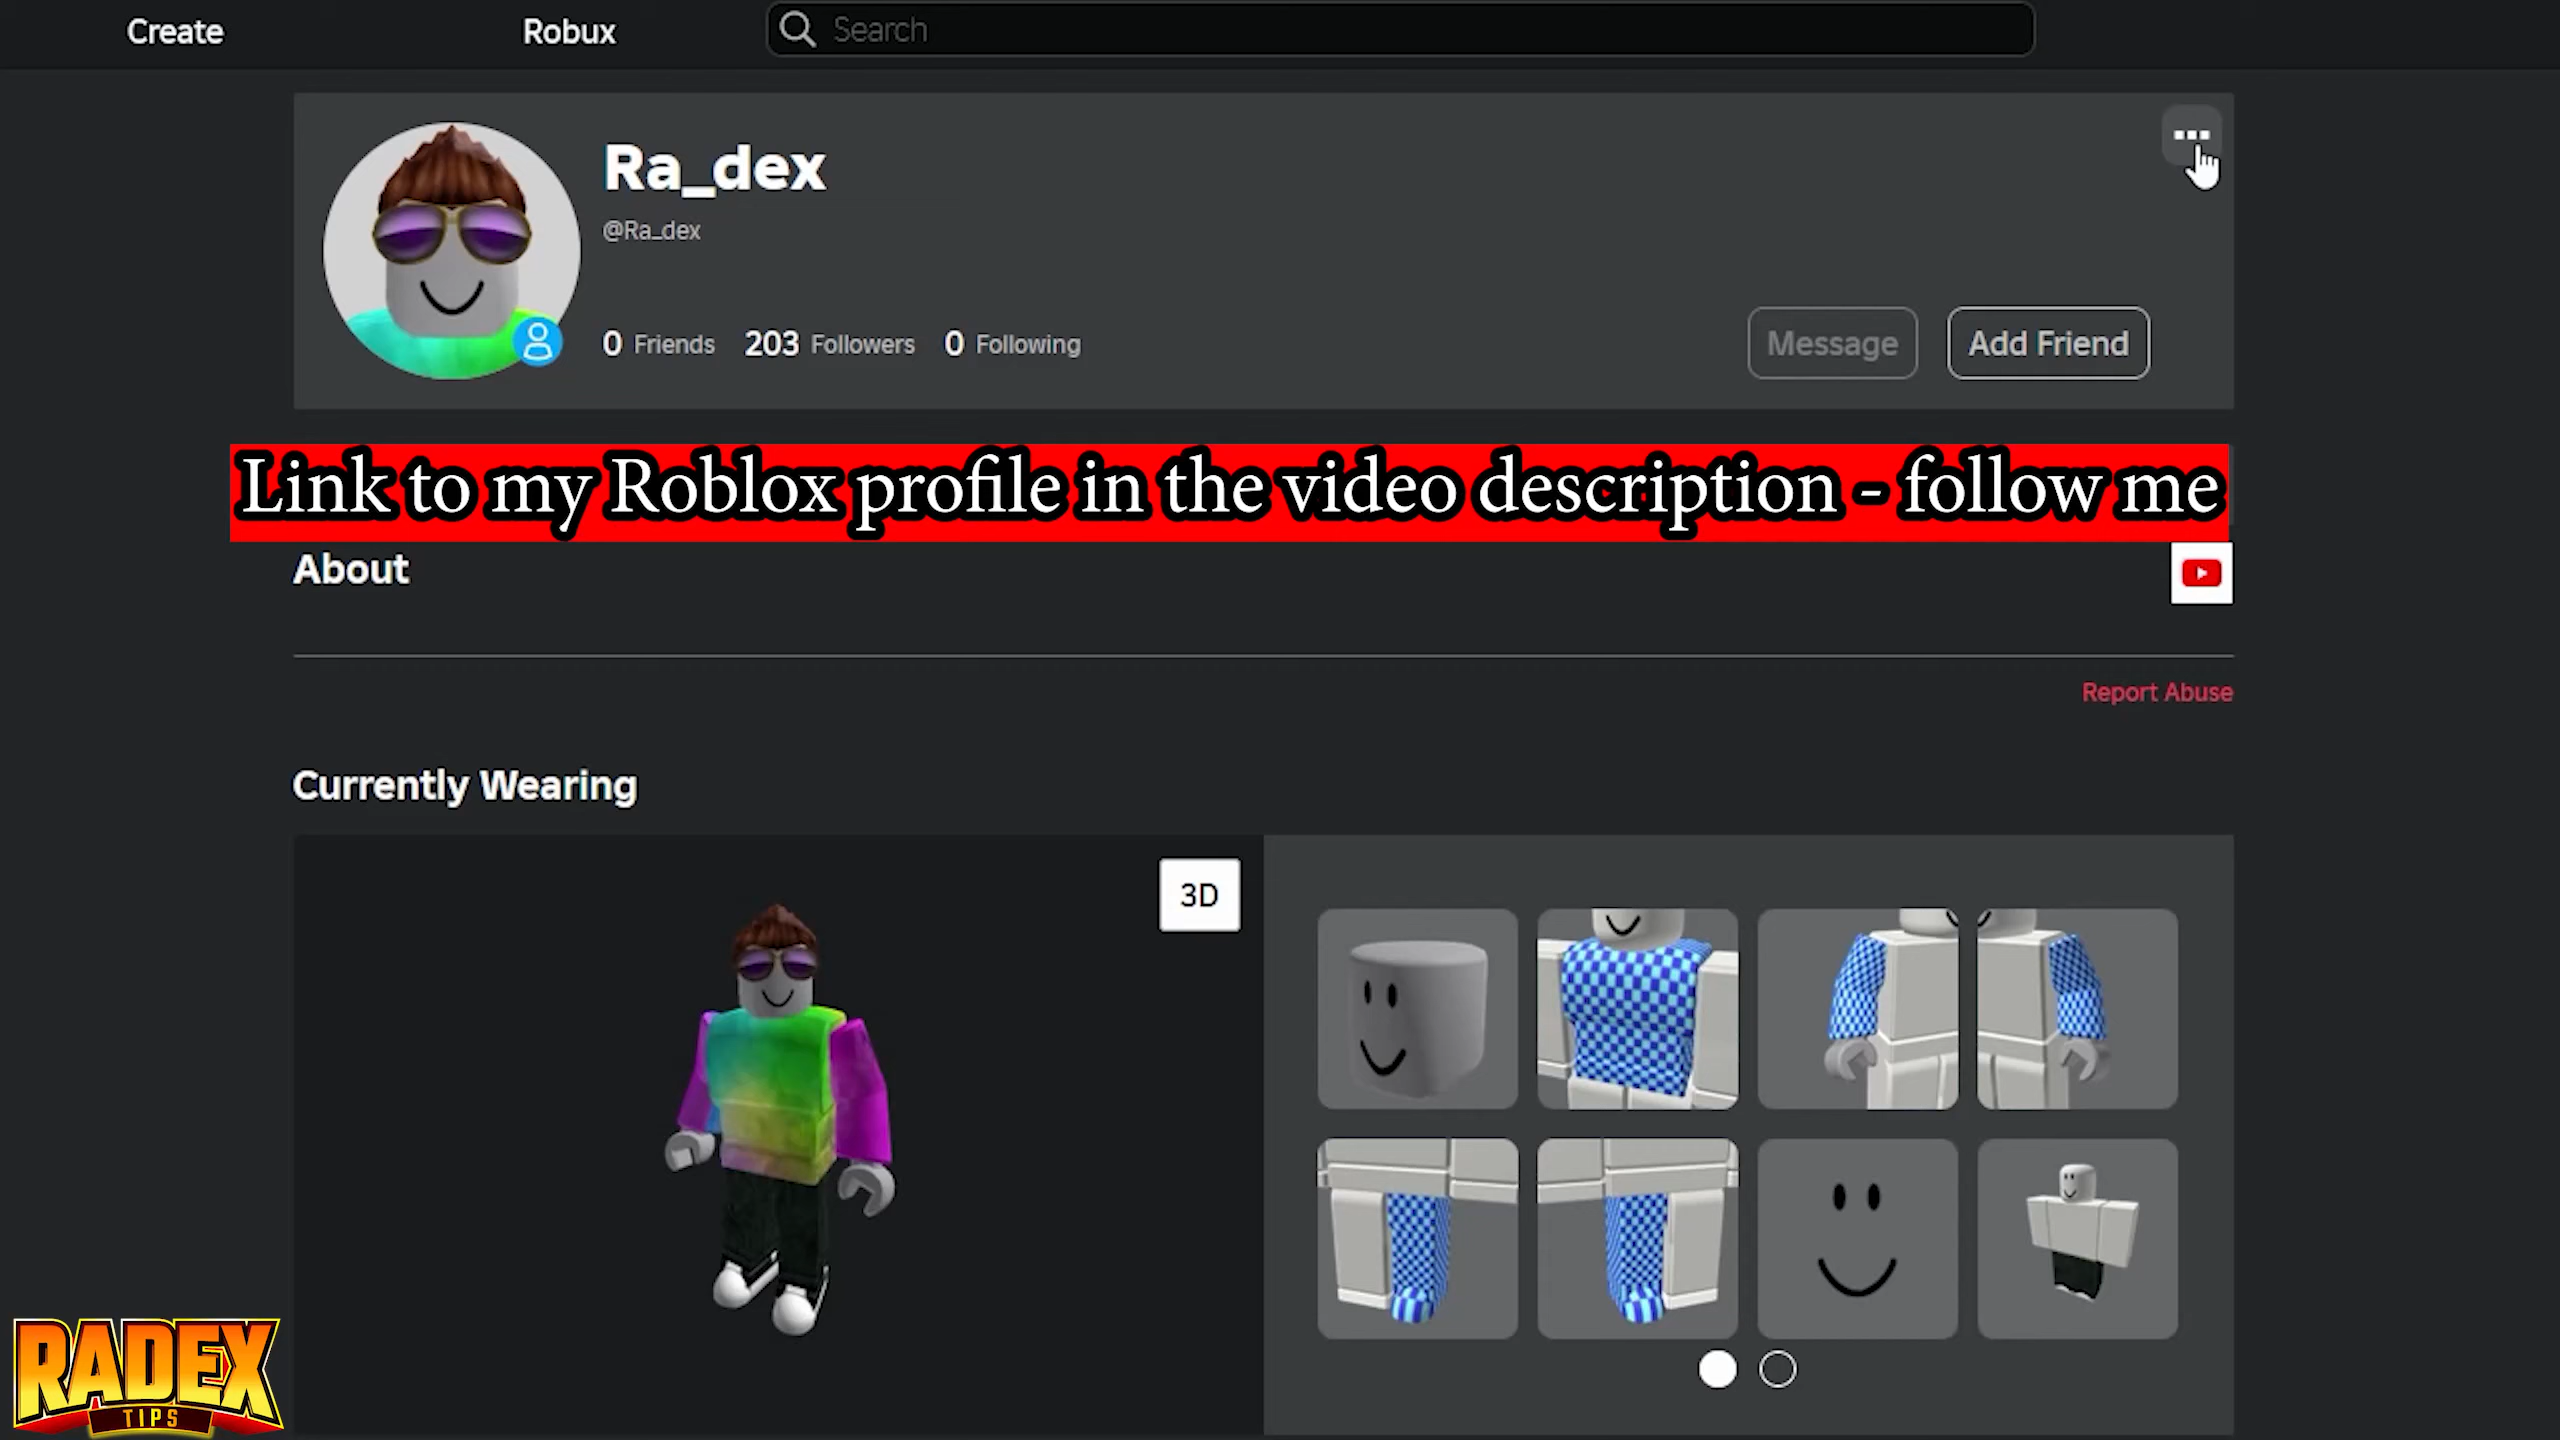 Create
Robux
Search
Ra_dex
@Ra_dex
0 Friends 203 Followers 0 Following
Message
Add Friend
Link to my Roblox profile in the video description - follow me
About
Report Abuse
Currently Wearing
3D
RADEX
TIPS